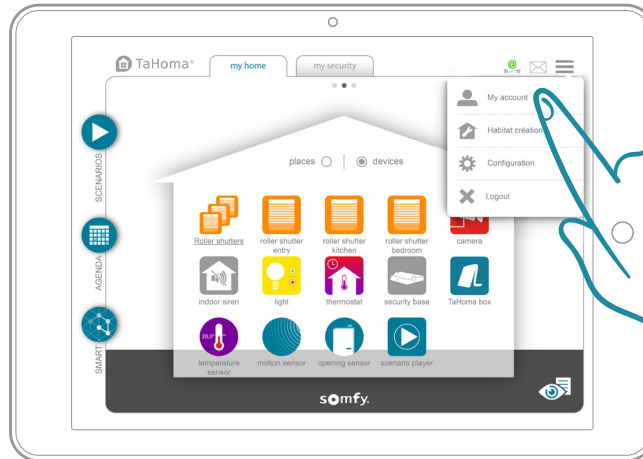 TaHoma®
my home
my security
@
My account
Habitat création
Configuration
Logout
places
devices
SCENARIOS
AGENDA
SMART
Roller shutters
roller shutter
entry
roller shutter
kitchen
roller shutter
bedroom
camera
indoor siren
light
thermostat
security base
TaHoma box
20,0°
temperature
sensor
motion sensor
opening sensor
scenario player
somfy.